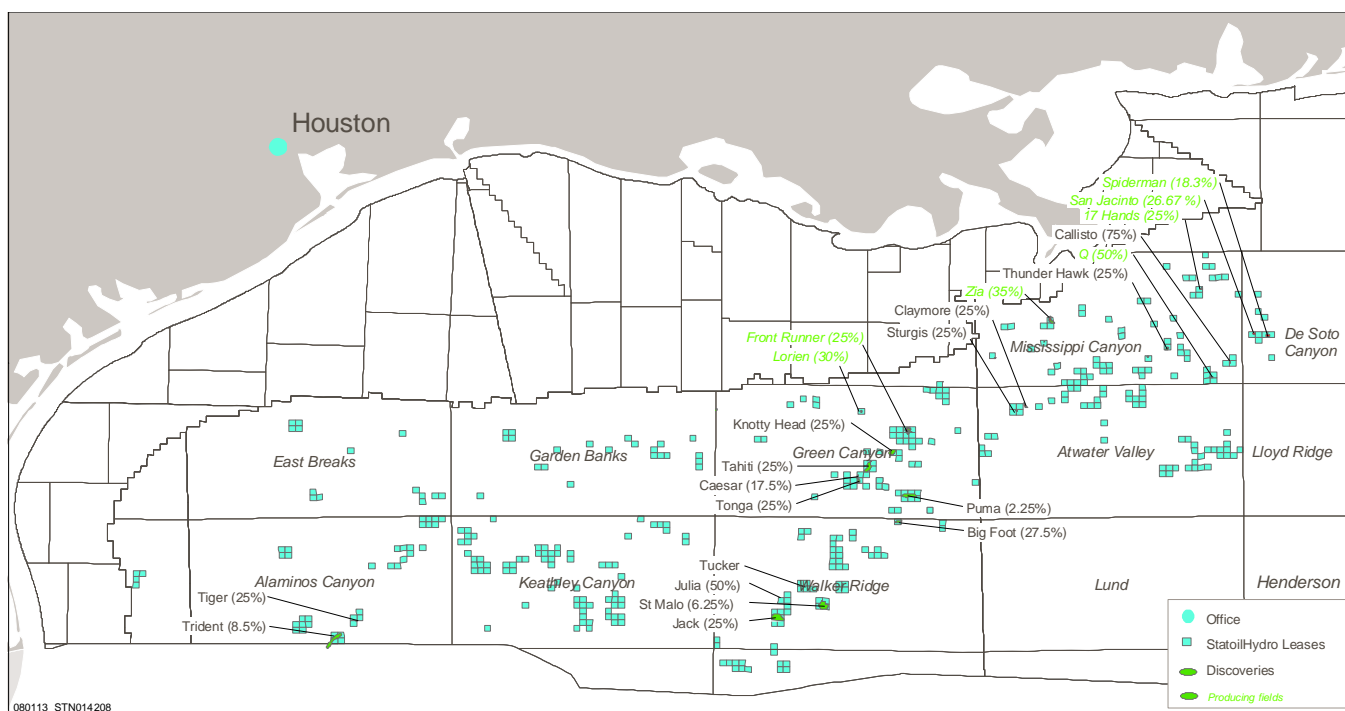 Houston
Spiderman (18.3%)
San Jacinto (26.67 %)
17 Hands (25%)
Callisto (75%)
Q (50%)
Thunder Hawk (25%)
Zia (35%)
Claymore (25%)
Sturgis (25%)
Front Runner (25%)
Lorien (30%)
Mississippi Canyon
De Soto
Canyon
Knotty Head (25%)
East Breaks
Garden Banks
Green Canyon
Atwater Valley
Lloyd Ridge
Tahiti (25%)
Caesar (17.5%)
Tonga (25%)
Puma (2.25%)
Big Foot (27.5%)
Tucker
Alaminos Canyon
Keathley Canyon
Walker Ridge
Lund
Henderson
Julia (50%)
Tiger (25%)
St Malo (6.25%)
Trident (8.5%)
Jack (25%)
Office
StatoilHydro Leases
Discoveries
Producing fields
080113_STN014208